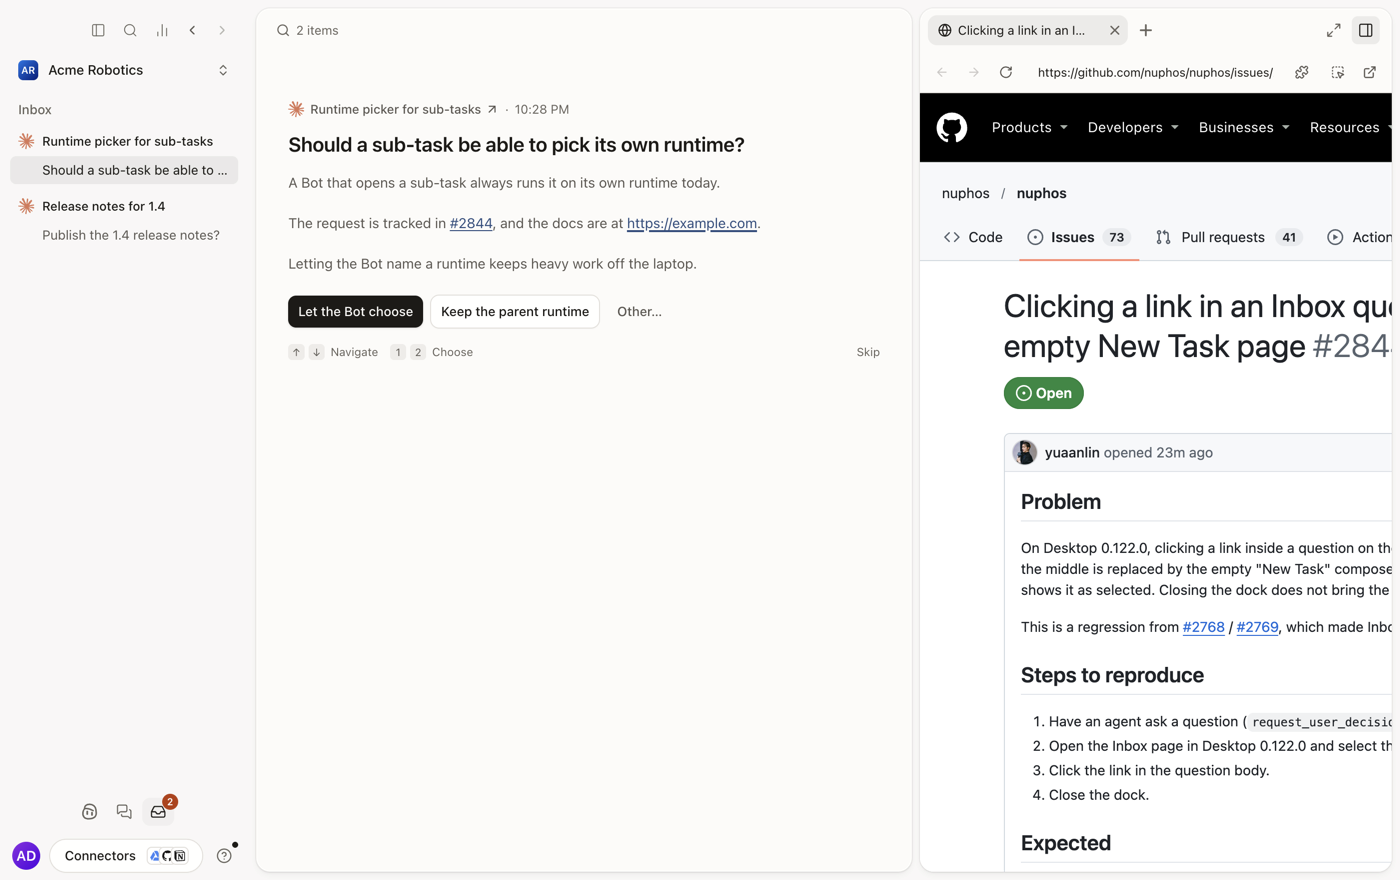 AR Acme Robotics
Inbox
Runtime picker for sub-tasks
Should a sub-task be able to ...
Release notes for 1.4
Publish the 1.4 release notes?
2
AD Connectors
2 items
Runtime picker for sub-tasks ↗ · 10:28 PM
Should a sub-task be able to pick its own runtime?
A Bot that opens a sub-task always runs it on its own runtime today.
The request is tracked in #2844, and the docs are at https://example.com.
Letting the Bot name a runtime keeps heavy work off the laptop.
Let the Bot choose Keep the parent runtime Other...
↑ ↓ Navigate 1 2 Choose Skip
Clicking a link in an I...
https://github.com/nuphos/nuphos/issues/
Products Developers Businesses Resources
nuphos / nuphos
Code Issues 73 Pull requests 41 Action
Clicking a link in an Inbox que
empty New Task page #284
Open
yuaanlin opened 23m ago
Problem
On Desktop 0.122.0, clicking a link inside a question on th
the middle is replaced by the empty "New Task" compose
shows it as selected. Closing the dock does not bring the
This is a regression from #2768 / #2769, which made Inbo
Steps to reproduce
1. Have an agent ask a question ( request_user_decisio
2. Open the Inbox page in Desktop 0.122.0 and select th
3. Click the link in the question body.
4. Close the dock.
Expected